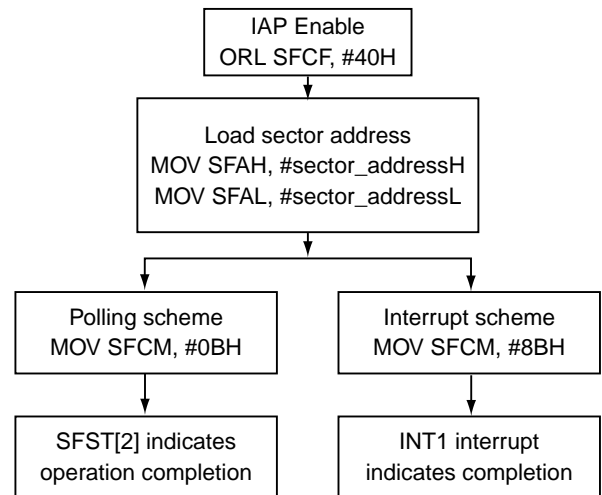 IAP Enable
ORL SFCF, #40H
Load sector address
MOV SFAH, #sector_addressH
MOV SFAL, #sector_addressL
Polling scheme
MOV SFCM, #0BH
Interrupt scheme
MOV SFCM, #8BH
SFST[2] indicates
operation completion
INT1 interrupt
indicates completion